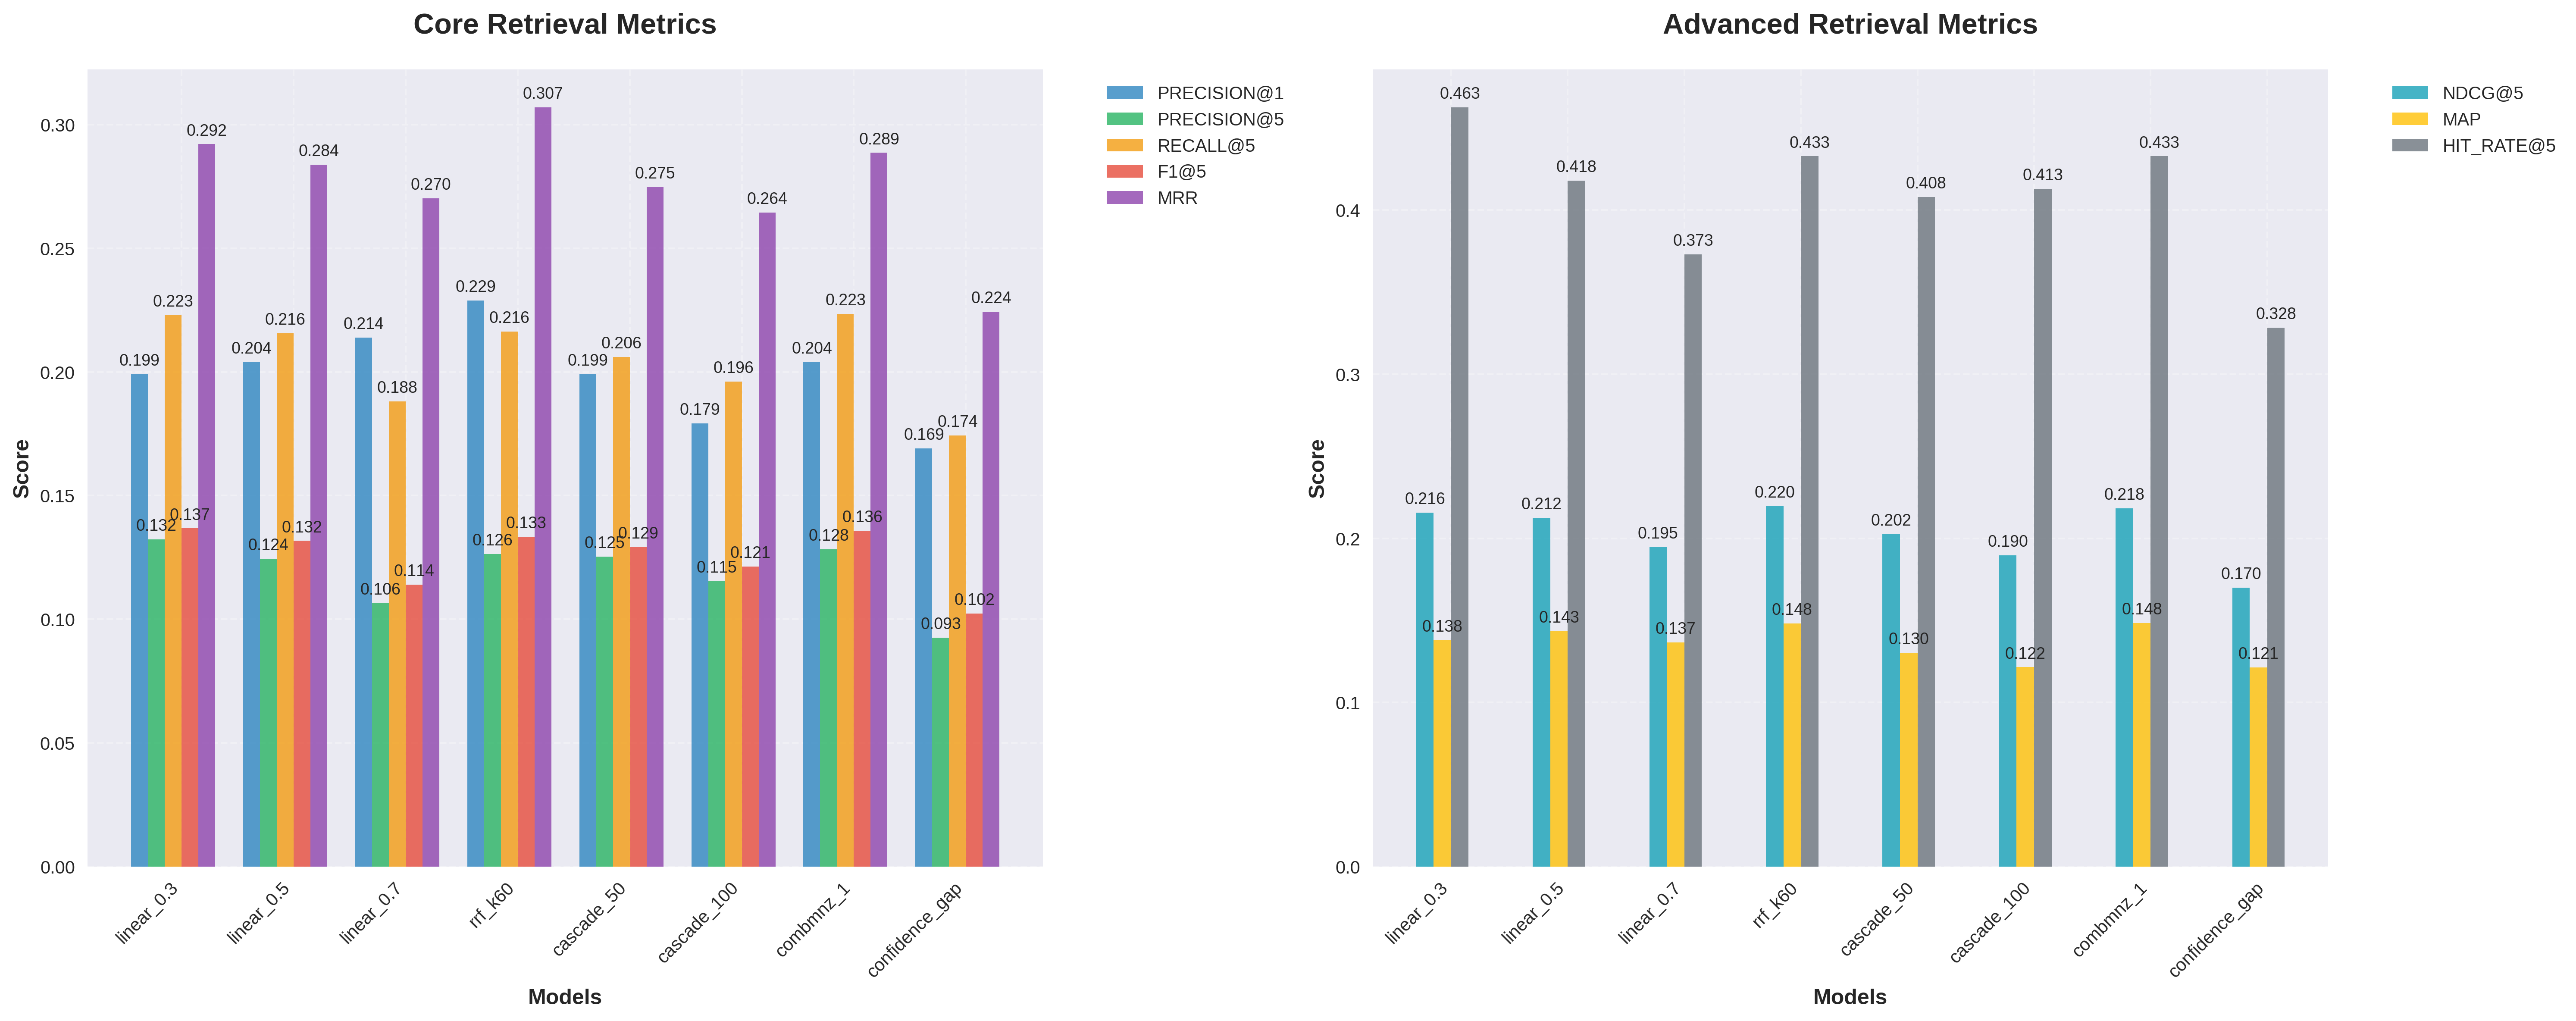 Core Retrieval Metrics
0.30
0.25
0.20
0.15
0.10
0.05
0.00
Score
0.199
0.132
0.223
0.137
0.292
0.204
0.124
0.216
0.132
0.284
0.214
0.106
0.188
0.114
0.270
0.229
0.126
0.216
0.133
0.307
0.199
0.125
0.206
0.129
0.275
0.179
0.115
0.196
0.121
0.264
0.204
0.128
0.223
0.136
0.289
0.169
0.093
0.174
0.102
0.224
linear_0.3
linear_0.5
linear_0.7
rrf_k60
cascade_50
cascade_100
combmnz_1
confidence_gap
Models
PRECISION@1
PRECISION@5
RECALL@5
F1@5
MRR
Advanced Retrieval Metrics
0.4
0.3
0.2
0.1
0.0
Score
0.216
0.138
0.463
0.212
0.143
0.418
0.195
0.137
0.373
0.220
0.148
0.433
0.202
0.130
0.408
0.190
0.122
0.413
0.218
0.148
0.433
0.170
0.121
0.328
linear_0.3
linear_0.5
linear_0.7
rrf_k60
cascade_50
cascade_100
combmnz_1
confidence_gap
Models
NDCG@5
MAP
HIT_RATE@5